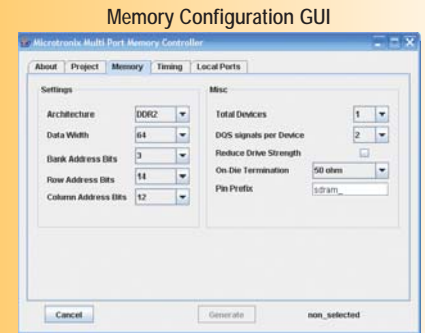 Memory Configuration GUI
Microtronix Multi Port Memory Controller
About Project Memory Timing Local Ports
Settings
Architecture DDR2
Data Width 64
Bank Address Bits 3
Row Address Bits 14
Column Address Bits 12
Misc
Total Devices 1
DQS signals per Device 2
Reduce Drive Strength
On-Die Termination 50 ohm
Pin Prefix sdram_
Cancel Generate non_selected